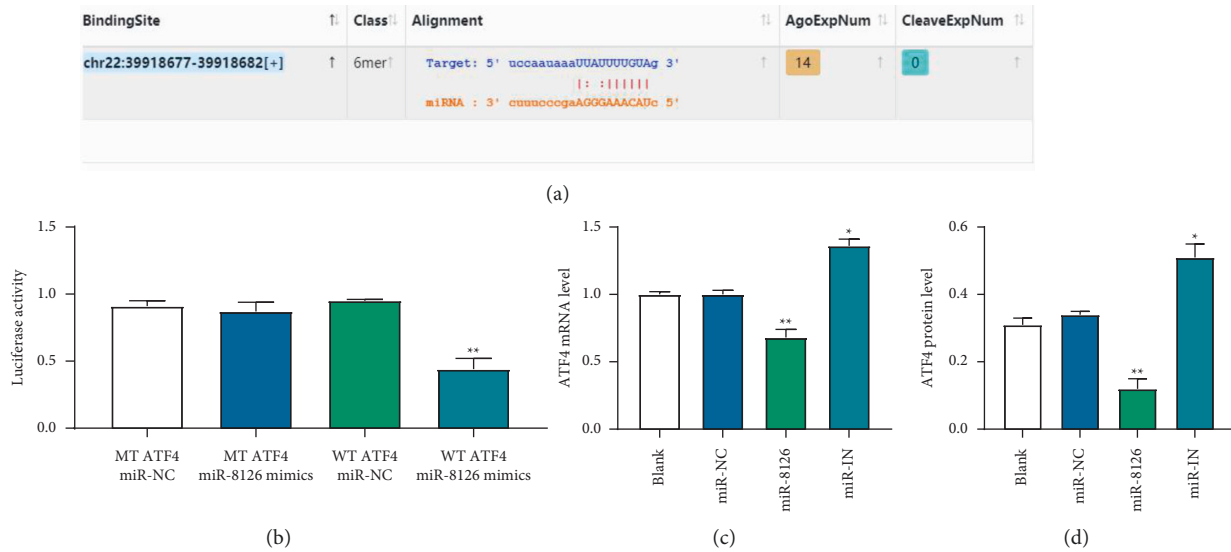 BindingSite Class Alignment AgoExpNum CleaveExpNum
chr22:39918677-39918682[+] 6mer Target: 5' uccaauaaaUUAUUUUGUAg 3' 14 0
|: :||||||
miRNA : 3' cuuucccgaAGGGAAACAUc 5'
(a)
1.5
1.0
0.5
0.0
Luciferase activity
**
MT ATF4
miR-NC
MT ATF4
miR-8126 mimics
WT ATF4
miR-NC
WT ATF4
miR-8126 mimics
(b)
1.5
1.0
0.5
0.0
ATF4 mRNA level
**
*
Blank
miR-NC
miR-8126
miR-IN
(c)
0.6
0.4
0.2
0.0
ATF4 protein level
**
*
Blank
miR-NC
miR-8126
miR-IN
(d)